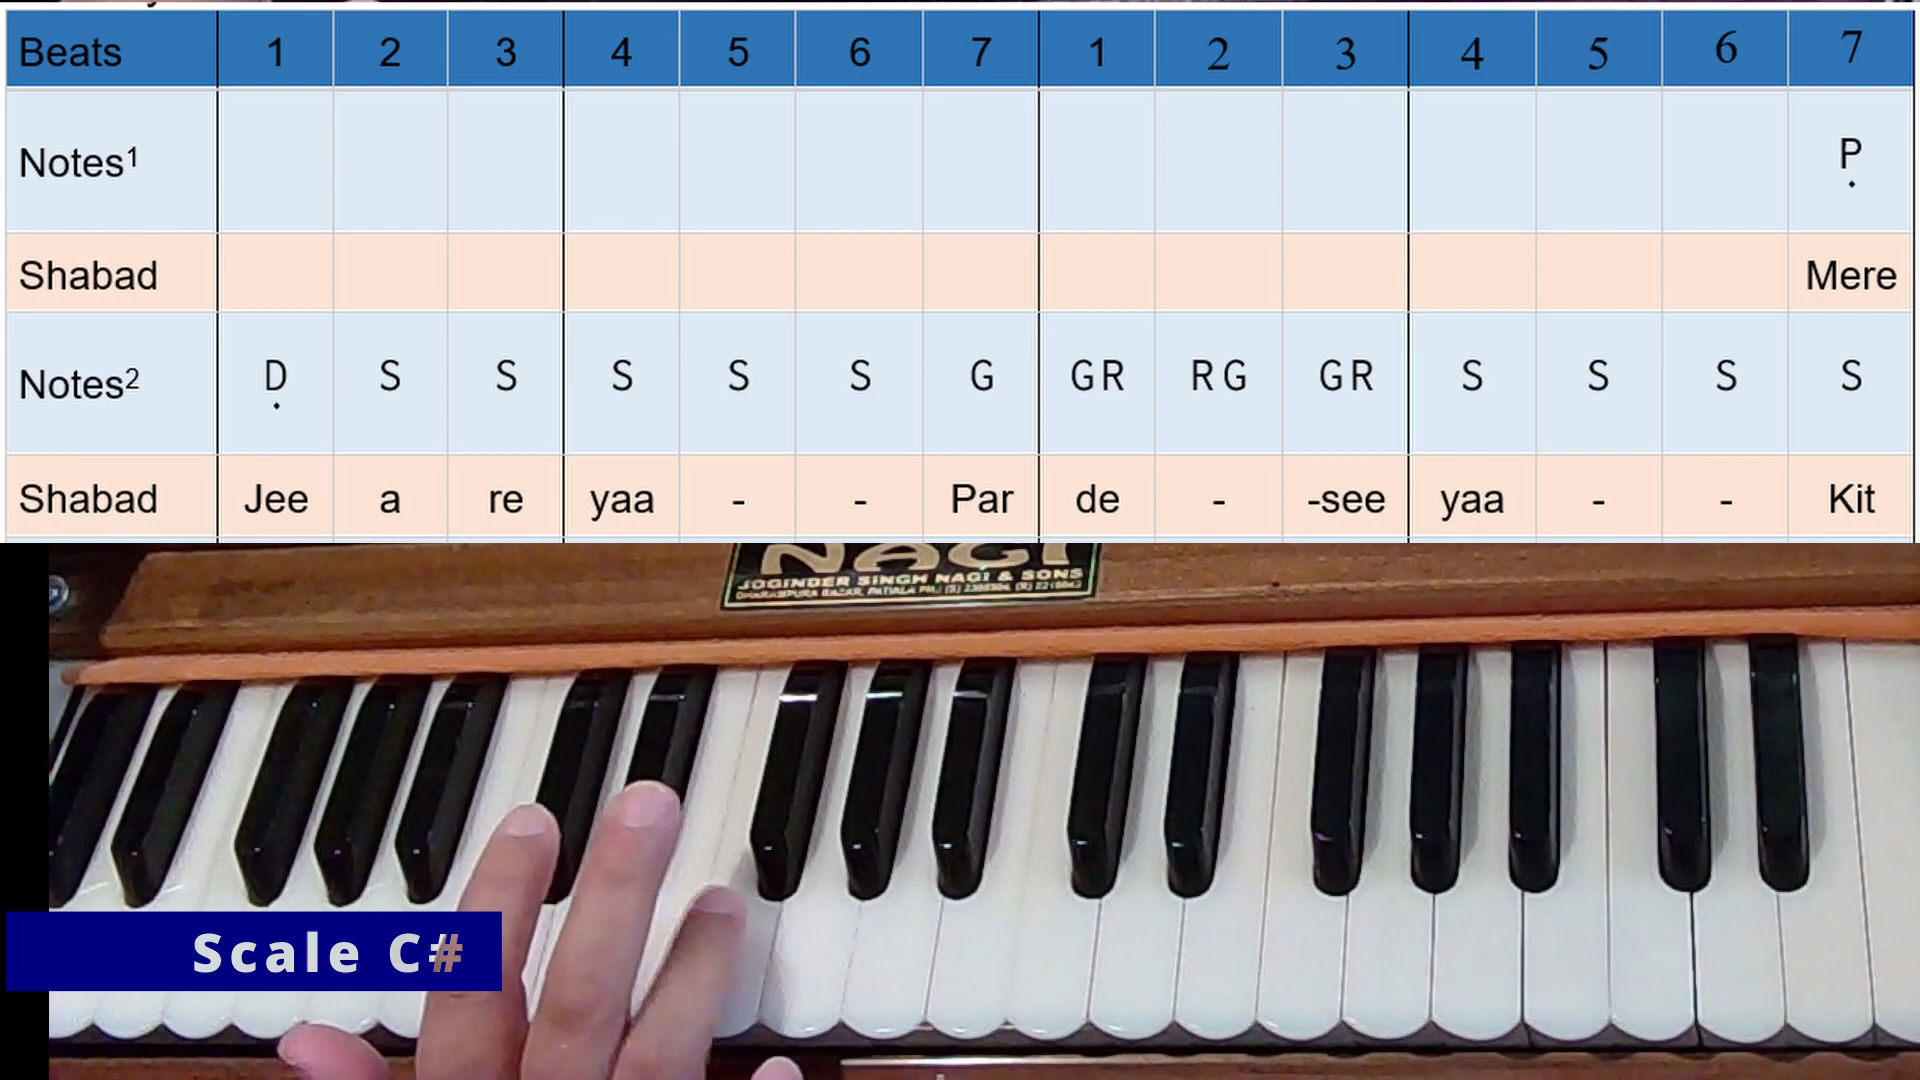 Beats 1 2 3 4 5 6 7 1 2 3 4 5 6 7
Notes1 P
Shabad Mere
Notes2 D S S S S S G GR RG GR S S S S
Shabad Jee a re yaa - - Par de - -see yaa - - Kit
NAGI
JOGINDER SINGH NAGI & SONS
Scale C#